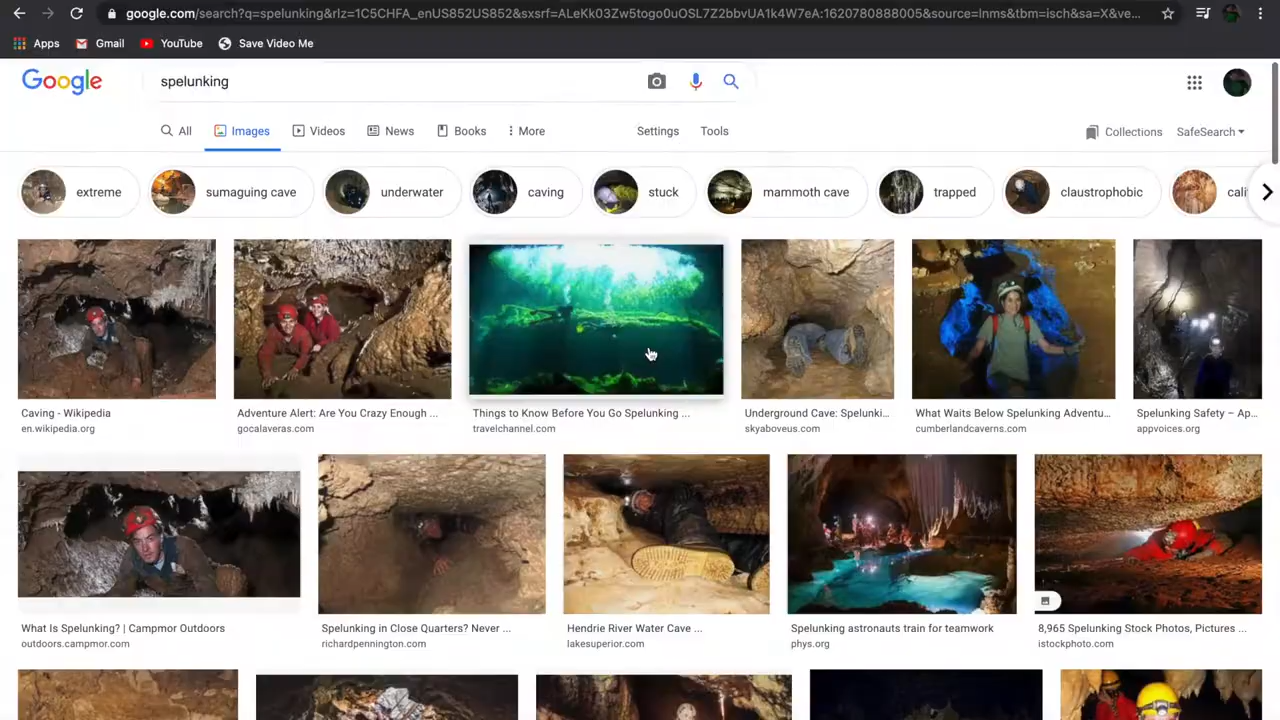 google.com/search?q=spelunking&rlz=1C5CHFA_enUS852US852&sxsrf=ALeKk03Zw5togo0uOSL7Z2bbvUA1k4W7eA:1620780888005&source=lnms&tbm=isch&sa=X&ve...
Apps Gmail YouTube Save Video Me
Google spelunking
All Images Videos News Books More Settings Tools Collections SafeSearch
extreme sumaguing cave underwater caving stuck mammoth cave trapped claustrophobic cali
Caving - Wikipedia Adventure Alert: Are You Crazy Enough ... Things to Know Before You Go Spelunking ... Underground Cave: Spelunki... What Waits Below Spelunking Adventu... Spelunking Safety – Ap...
en.wikipedia.org gocalaveras.com travelchannel.com skyaboveus.com cumberlandcaverns.com appvoices.org
What Is Spelunking? | Campmor Outdoors Spelunking in Close Quarters? Never ... Hendrie River Water Cave ... Spelunking astronauts train for teamwork 8,965 Spelunking Stock Photos, Pictures ...
outdoors.campmor.com richardpennington.com lakesuperior.com phys.org istockphoto.com